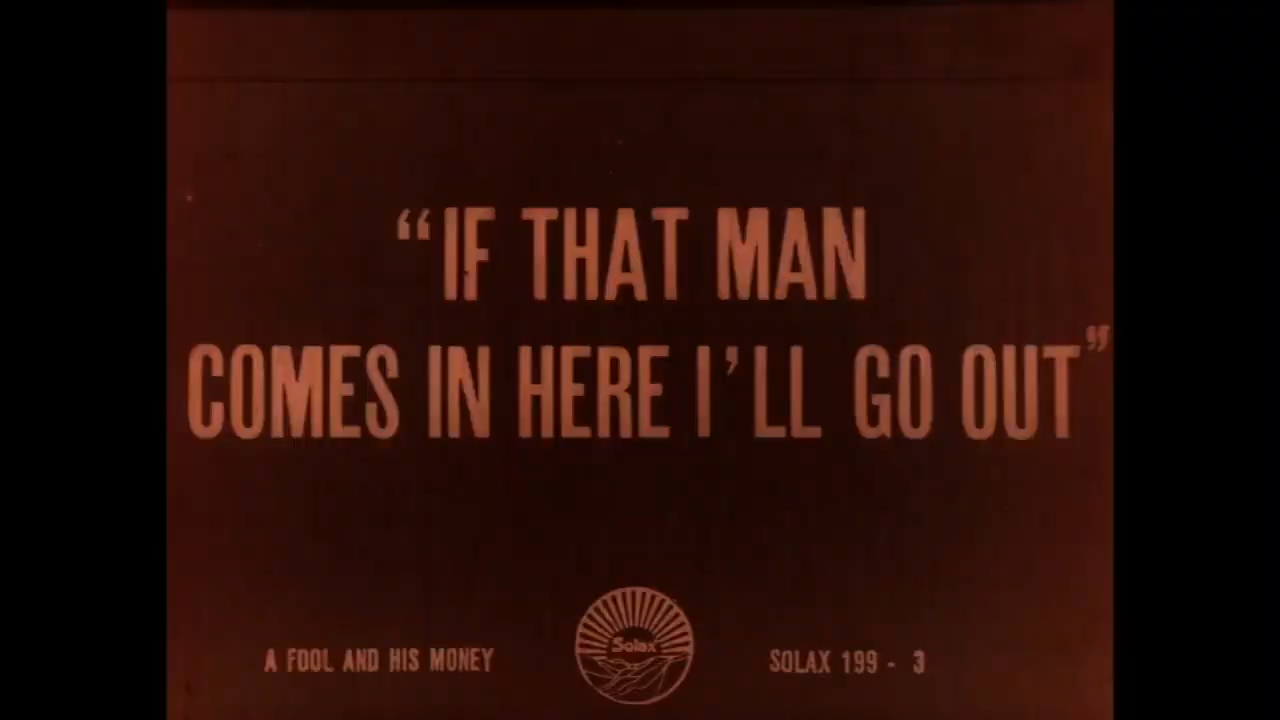 “IF THAT MAN
COMES IN HERE I’LL GO OUT”
Solax
A FOOL AND HIS MONEY
SOLAX 199 - 3